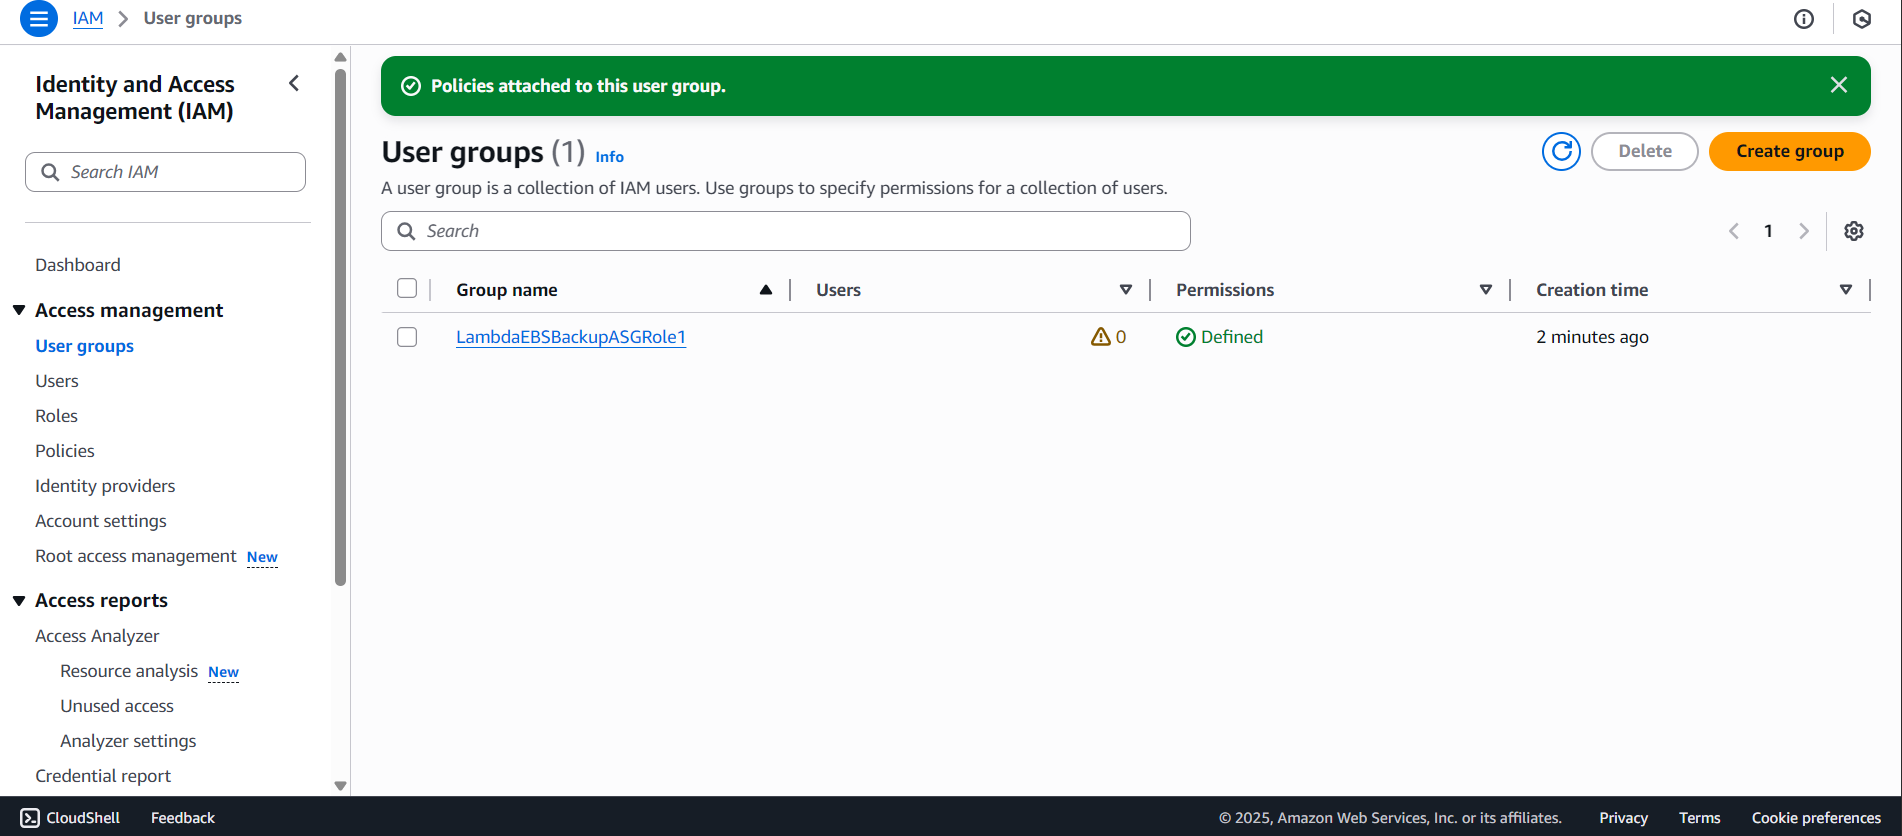 IAM > User groups
Identity and Access
Management (IAM)
Search IAM
Dashboard
Access management
User groups
Users
Roles
Policies
Identity providers
Account settings
Root access management New
Access reports
Access Analyzer
Resource analysis New
Unused access
Analyzer settings
Credential report
Policies attached to this user group.
User groups (1) Info
Delete
Create group
A user group is a collection of IAM users. Use groups to specify permissions for a collection of users.
Search
1
Group name Users Permissions Creation time
LambdaEBSBackupASGRole1 0 Defined 2 minutes ago
CloudShell Feedback © 2025, Amazon Web Services, Inc. or its affiliates. Privacy Terms Cookie preferences